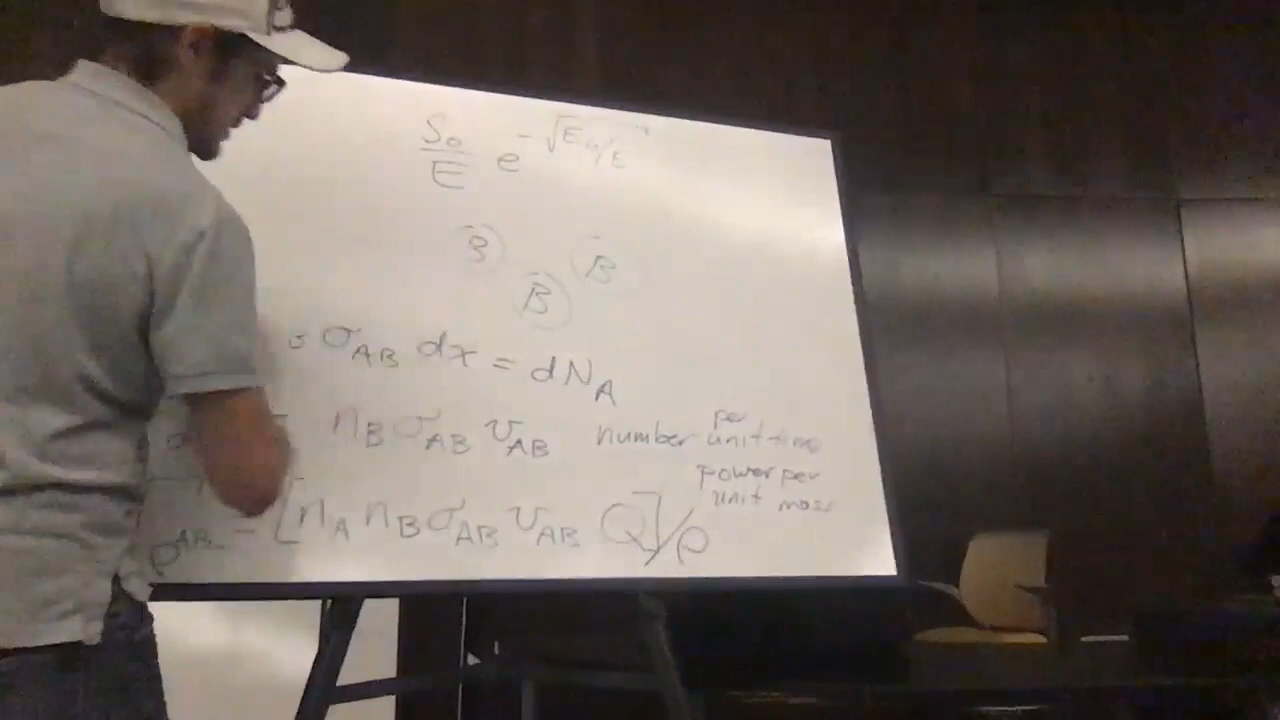 S₀/E e^-√(E_G/E)
B B
B
σ_AB dx = dN_A
n_B σ_AB v_AB number per unit time
power per
unit mass
[n_A n_B σ_AB v_AB Q]/ρ